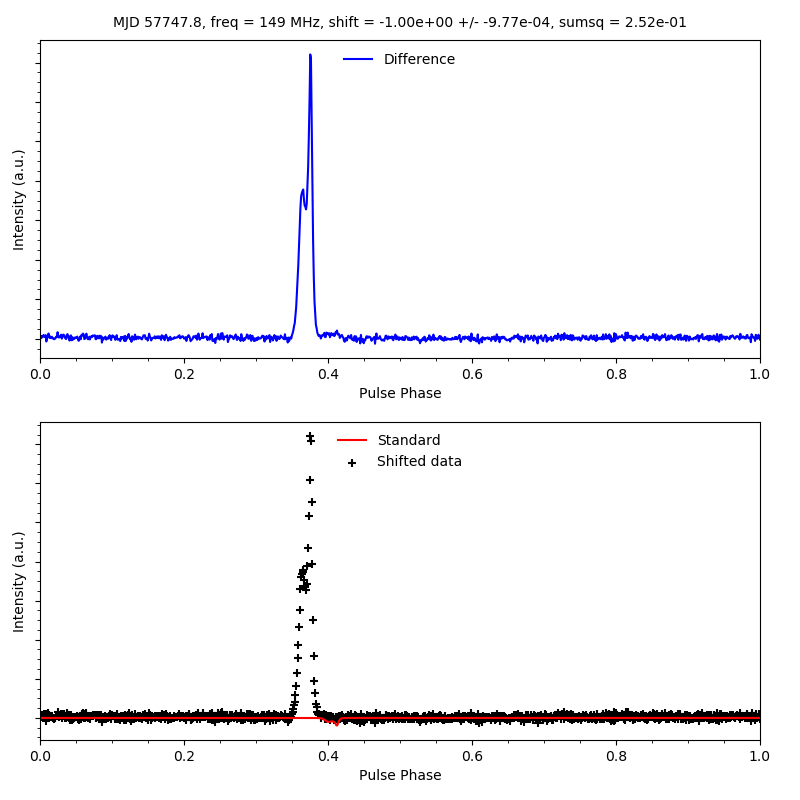 MJD 57747.8, freq = 149 MHz, shift = -1.00e+00 +/- -9.77e-04, sumsq = 2.52e-01
Difference
Intensity (a.u.)
0.0 0.2 0.4 0.6 0.8 1.0
Pulse Phase
Standard
Shifted data
Intensity (a.u.)
0.0 0.2 0.4 0.6 0.8 1.0
Pulse Phase